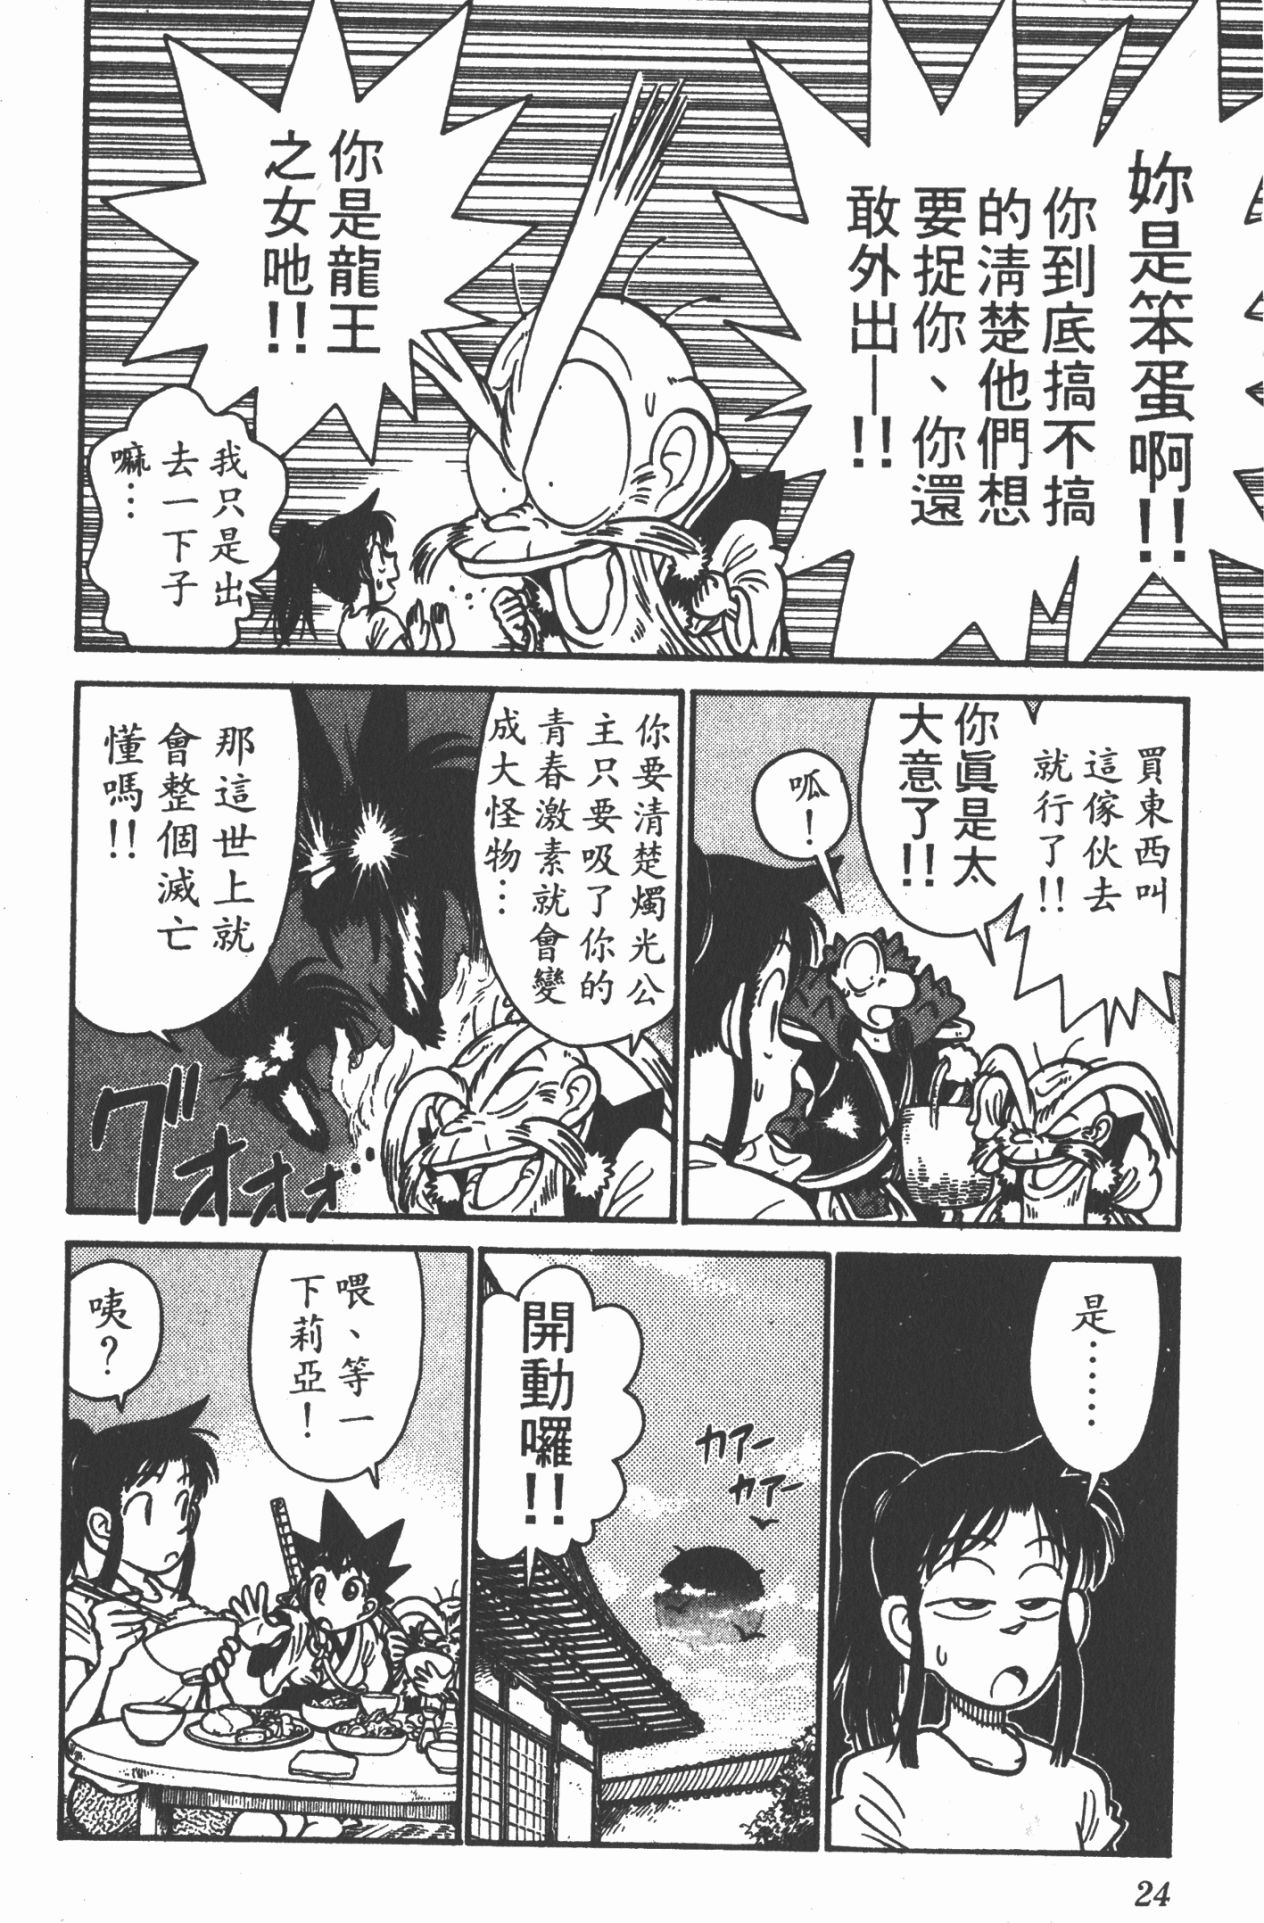 妳是笨蛋啊!!
你到底搞不搞
的清楚他們想
要捉你、你還
敢外出—!!
你是龍王
之女吔!!
我只是出
去一下子
嘛…
買東西叫
這傢伙去
就行了!!
你眞是太
大意了!!
呱!
你要清楚燭光公
主只要吸了你的
青春激素就會變
成大怪物…
那這世上就
會整個滅亡
懂嗎!!
グオオォ…
是……
開動囉!!
カアー
カアー
喂、等一
下莉亞!
咦?
24